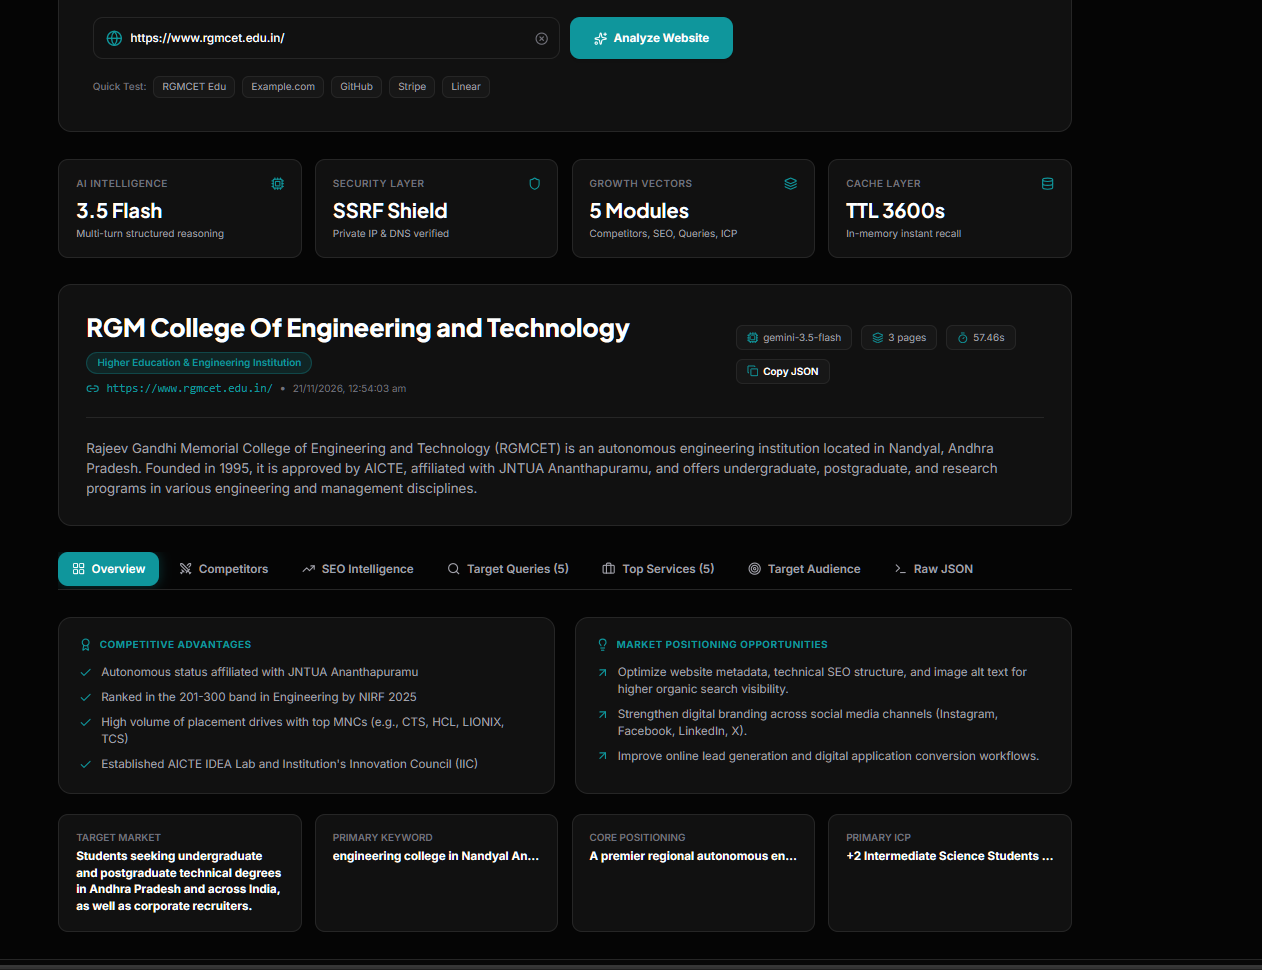 https://www.rgmcet.edu.in/
Analyze Website
Quick Test:
RGMCET Edu
Example.com
GitHub
Stripe
Linear
AI INTELLIGENCE
3.5 Flash
Multi-turn structured reasoning
SECURITY LAYER
SSRF Shield
Private IP & DNS verified
GROWTH VECTORS
5 Modules
Competitors, SEO, Queries, ICP
CACHE LAYER
TTL 3600s
In-memory instant recall
RGM College Of Engineering and Technology
Higher Education & Engineering Institution
https://www.rgmcet.edu.in/ • 21/11/2026, 12:54:03 am
gemini-3.5-flash
3 pages
57.46s
Copy JSON
Rajeev Gandhi Memorial College of Engineering and Technology (RGMCET) is an autonomous engineering institution located in Nandyal, Andhra
Pradesh. Founded in 1995, it is approved by AICTE, affiliated with JNTUA Ananthapuramu, and offers undergraduate, postgraduate, and research
programs in various engineering and management disciplines.
Overview
Competitors
SEO Intelligence
Target Queries (5)
Top Services (5)
Target Audience
Raw JSON
COMPETITIVE ADVANTAGES
Autonomous status affiliated with JNTUA Ananthapuramu
Ranked in the 201-300 band in Engineering by NIRF 2025
High volume of placement drives with top MNCs (e.g., CTS, HCL, LIONIX,
TCS)
Established AICTE IDEA Lab and Institution's Innovation Council (IIC)
MARKET POSITIONING OPPORTUNITIES
Optimize website metadata, technical SEO structure, and image alt text for
higher organic search visibility.
Strengthen digital branding across social media channels (Instagram,
Facebook, LinkedIn, X).
Improve online lead generation and digital application conversion workflows.
TARGET MARKET
Students seeking undergraduate
and postgraduate technical degrees
in Andhra Pradesh and across India,
as well as corporate recruiters.
PRIMARY KEYWORD
engineering college in Nandyal An...
CORE POSITIONING
A premier regional autonomous en...
PRIMARY ICP
+2 Intermediate Science Students ...